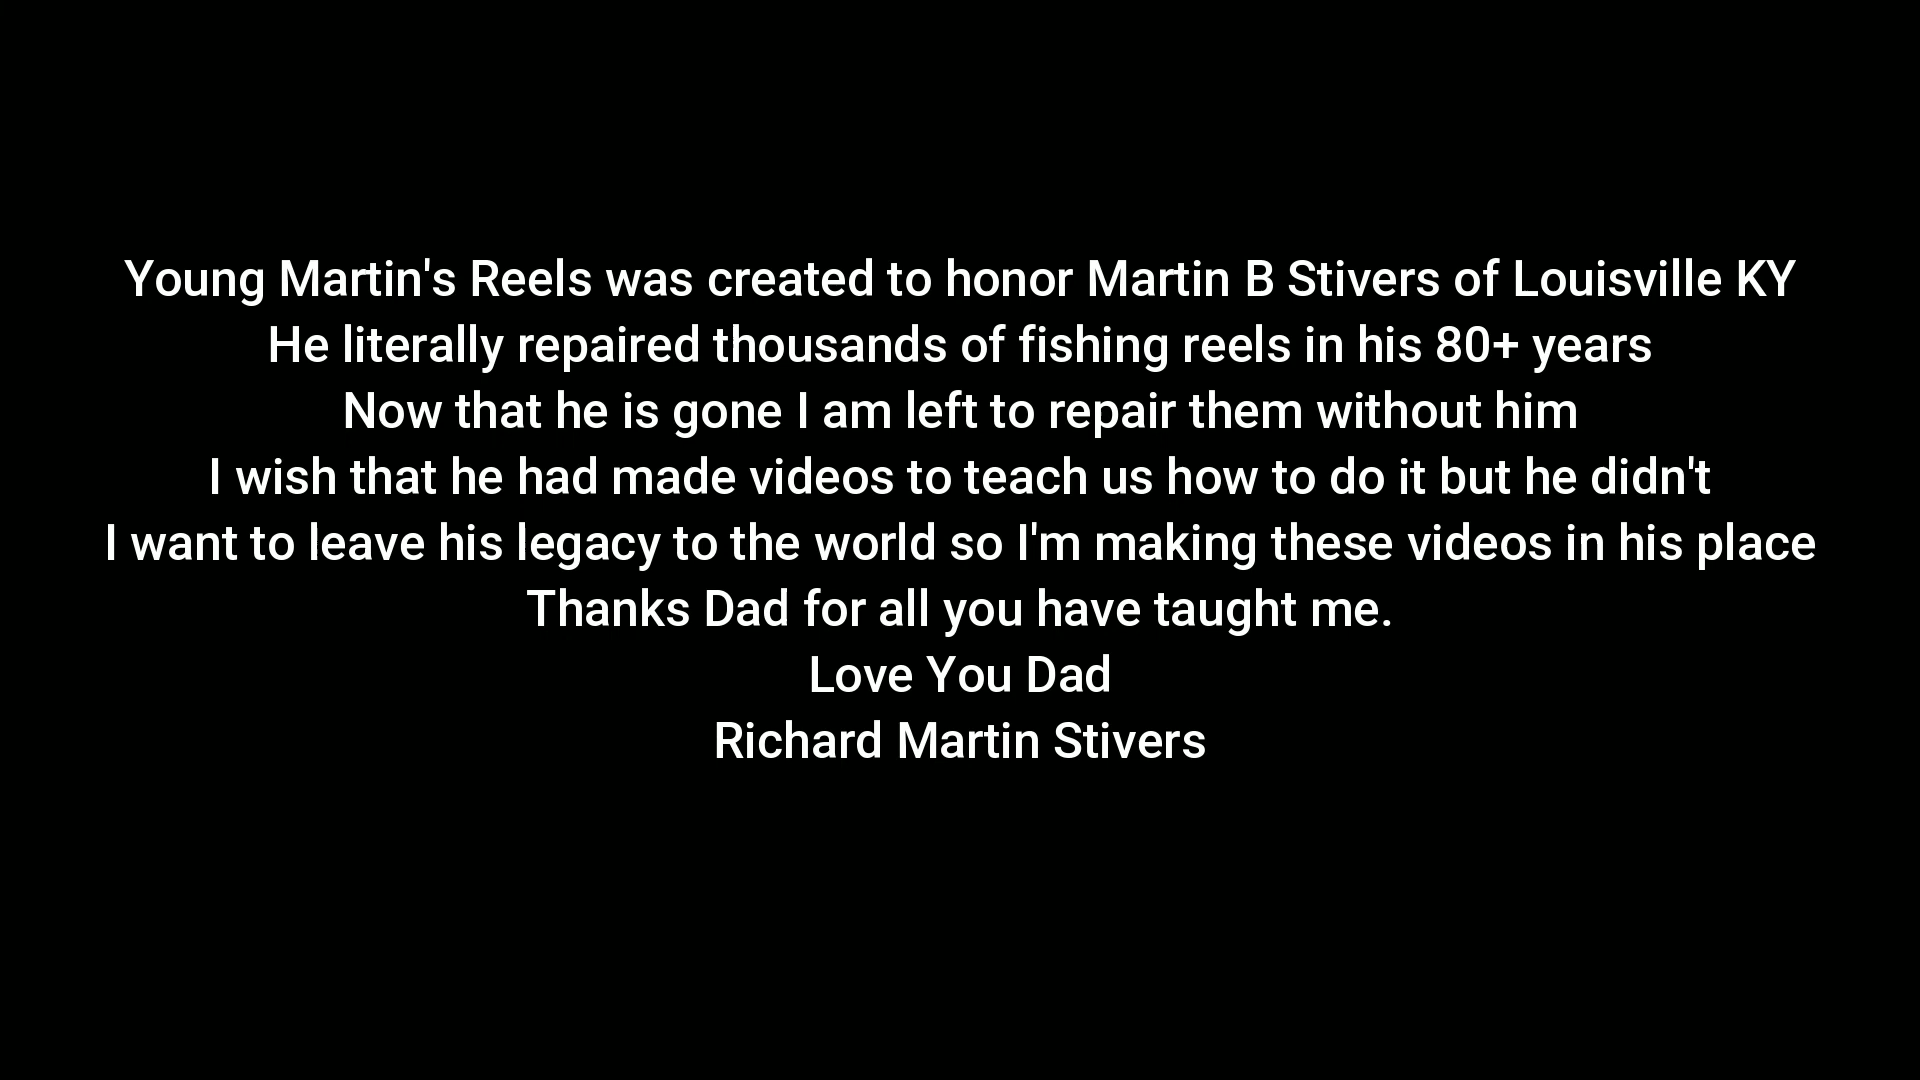 Young Martin's Reels was created to honor Martin B Stivers of Louisville KY
He literally repaired thousands of fishing reels in his 80+ years
Now that he is gone I am left to repair them without him
I wish that he had made videos to teach us how to do it but he didn't
I want to leave his legacy to the world so I'm making these videos in his place
Thanks Dad for all you have taught me.
Love You Dad
Richard Martin Stivers